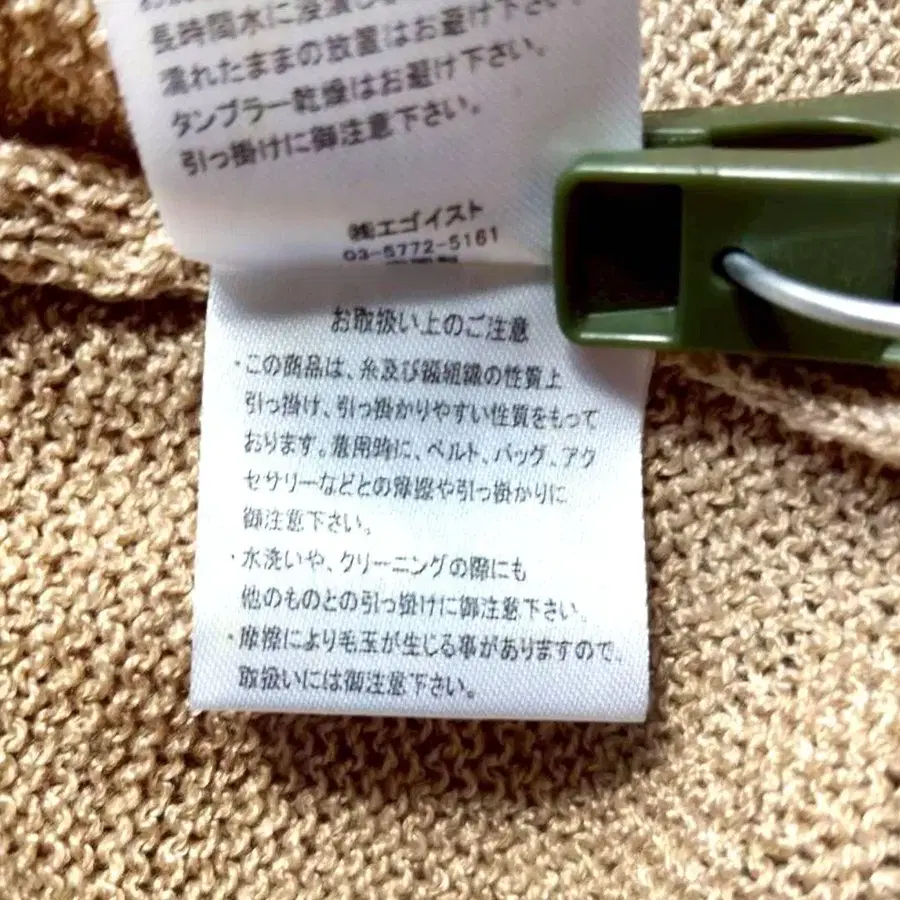 長時間水に浸漬し
濡れたままの放置はお避け下さい。
タンブラー乾燥はお避け下さい。
引っ掛けに御注意下さい。
㈱エゴイスト
03-5772-5161
お取扱い上のご注意
・この商品は、糸及び綴組織の性質上
引っ掛け、引っ掛かりやすい性質をもって
おります。着用時に、ベルト、バッグ、アク
セサリーなどとの摩擦や引っ掛かりに
御注意下さい。
・水洗いや、クリーニングの際にも
他のものとの引っ掛けに御注意下さい。
・摩擦により毛玉が生じる事がありますので、
取扱いには御注意下さい。